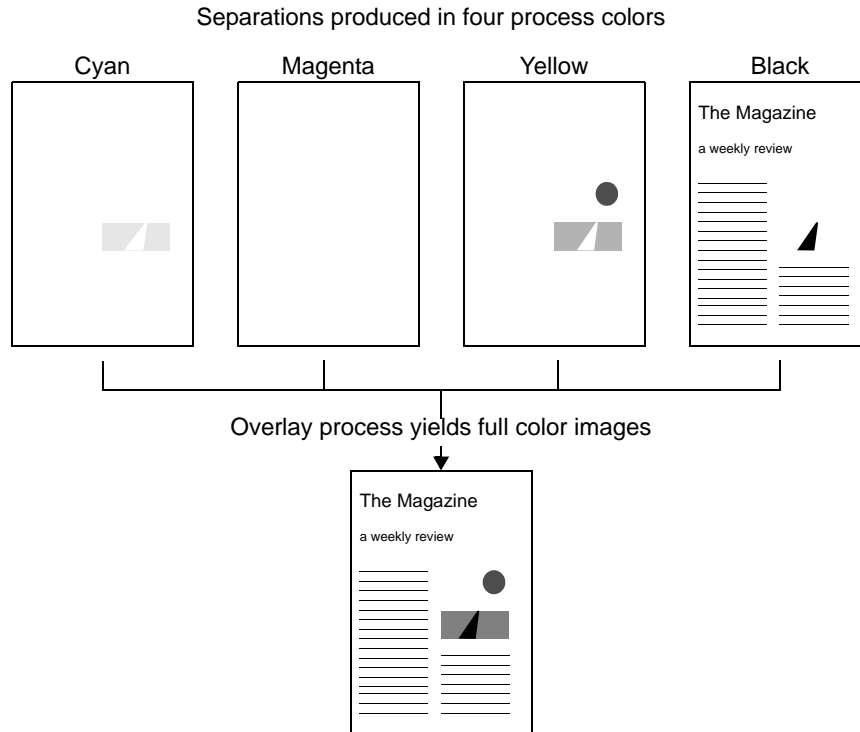 Separations produced in four process colors
Cyan
Magenta
Yellow
Black
The Magazine
a weekly review
Overlay process yields full color images
The Magazine
a weekly review